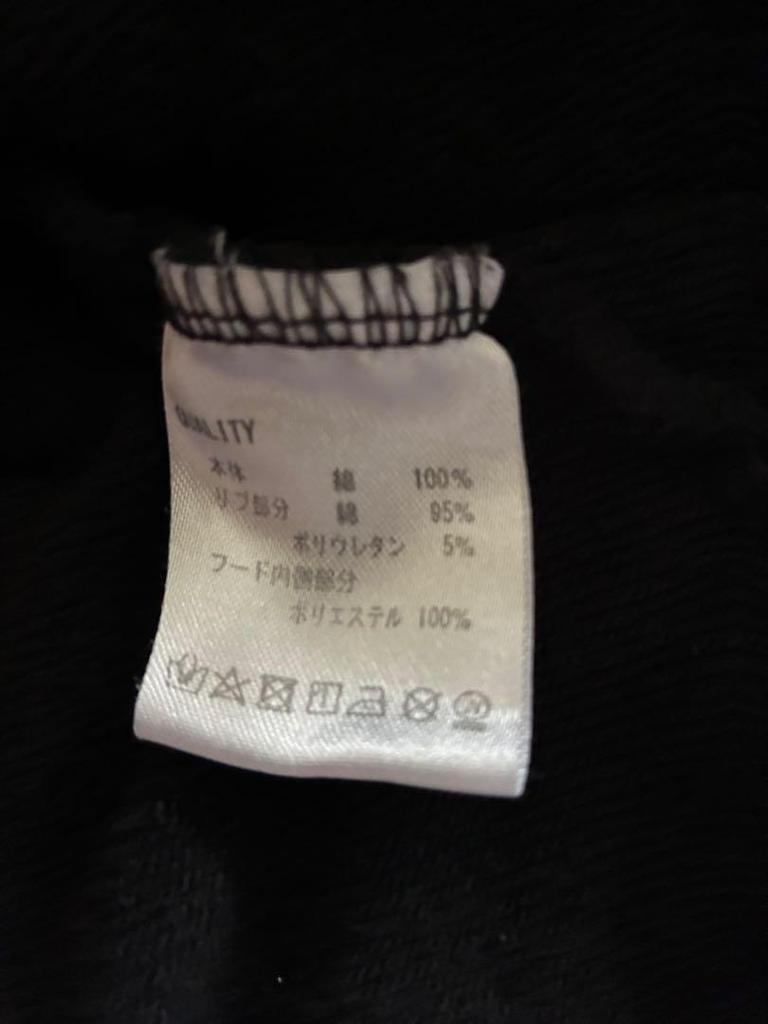 QUALITY
本体 綿 100%
リブ部分 綿 95%
ポリウレタン 5%
フード内側部分
ポリエステル 100%